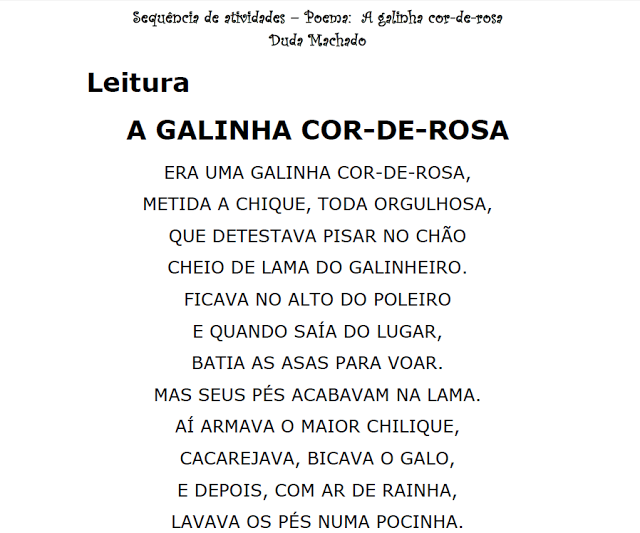 Sequência de atividades – Poema: A galinha cor-de-rosa
Duda Machado
Leitura
A GALINHA COR-DE-ROSA
ERA UMA GALINHA COR-DE-ROSA,
METIDA A CHIQUE, TODA ORGULHOSA,
QUE DETESTAVA PISAR NO CHÃO
CHEIO DE LAMA DO GALINHEIRO.
FICAVA NO ALTO DO POLEIRO
E QUANDO SAÍA DO LUGAR,
BATIA AS ASAS PARA VOAR.
MAS SEUS PÉS ACABAVAM NA LAMA.
AÍ ARMAVA O MAIOR CHILIQUE,
CACAREJAVA, BICAVA O GALO,
E DEPOIS, COM AR DE RAINHA,
LAVAVA OS PÉS NUMA POCINHA.